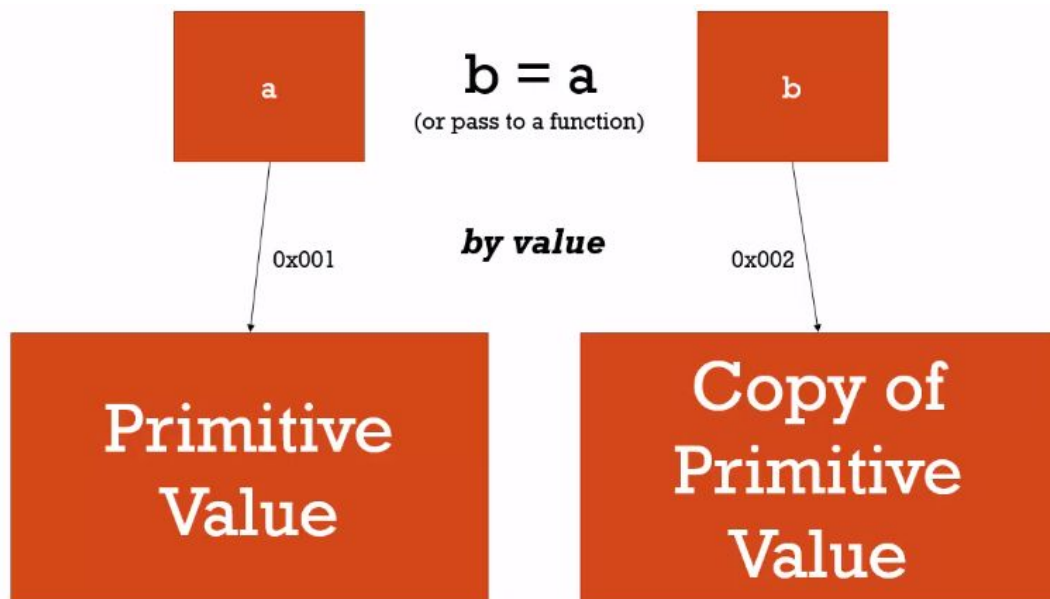 a
b = a
(or pass to a function)
b
by value
0x001
0x002
Primitive
Value
Copy of
Primitive
Value